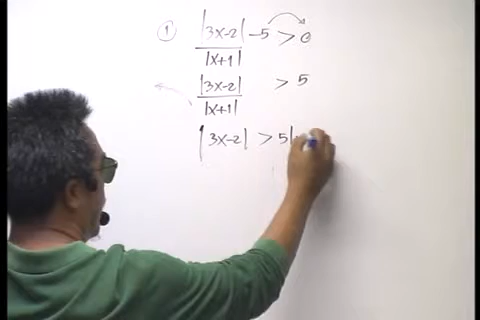 ① |3x-2|/|x+1| -5 > 0
|3x-2|/|x+1| > 5
|3x-2| > 5|